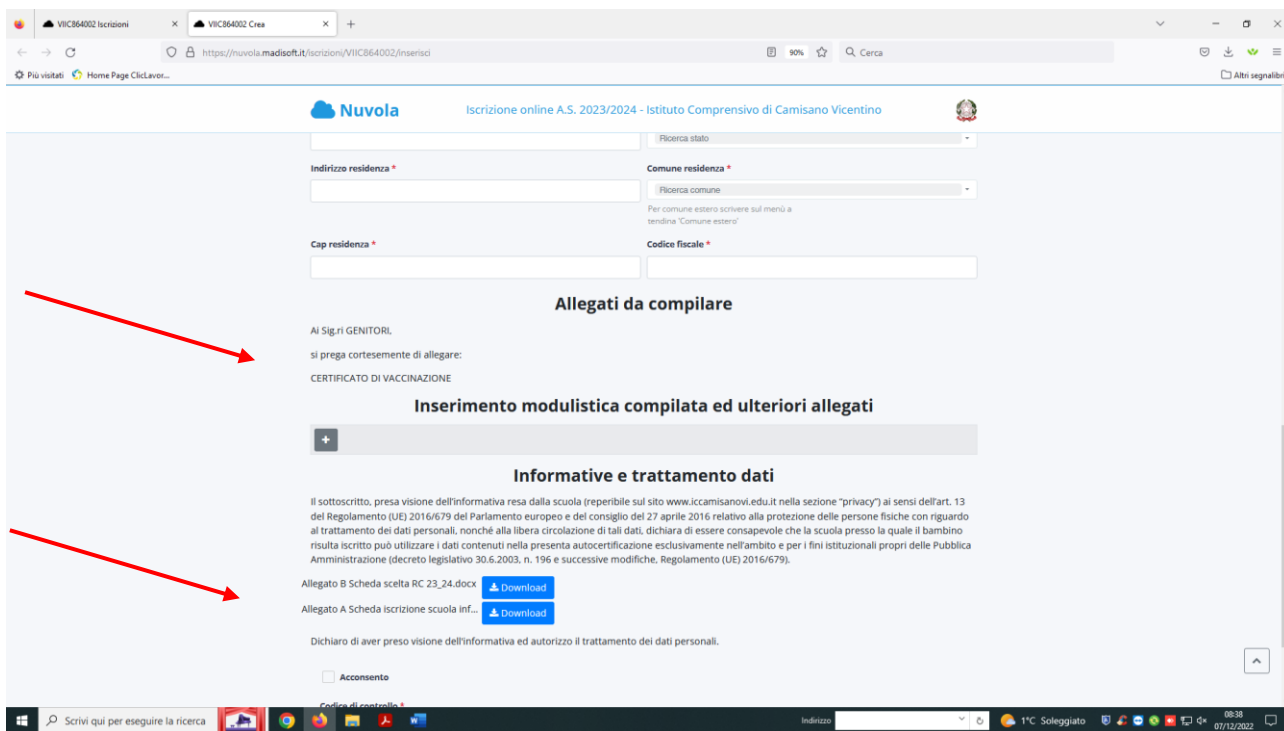 VIIC864002 Iscrizioni
VIIC864002 Crea
https://nuvola.madisoft.it/iscrizioni/VIIC864002/inserisci
90%
Cerca
Più visitati
Home Page ClicLavor...
Altri segnalibri
Nuvola
Iscrizione online A.S. 2023/2024 - Istituto Comprensivo di Camisano Vicentino
Ricerca stato
Indirizzo residenza *
Comune residenza *
Ricerca comune
Per comune estero scrivere sul menù a
tendina 'Comune estero'
Cap residenza *
Codice fiscale *
Allegati da compilare
Ai Sig.ri GENITORI,
si prega cortesemente di allegare:
CERTIFICATO DI VACCINAZIONE
Inserimento modulistica compilata ed ulteriori allegati
+
Informative e trattamento dati
Il sottoscritto, presa visione dell'informativa resa dalla scuola (reperibile sul sito www.iccamisanovi.edu.it nella sezione "privacy") ai sensi dell'art. 13
del Regolamento (UE) 2016/679 del Parlamento europeo e del consiglio del 27 aprile 2016 relativo alla protezione delle persone fisiche con riguardo
al trattamento dei dati personali, nonché alla libera circolazione di tali dati, dichiara di essere consapevole che la scuola presso la quale il bambino
risulta iscritto può utilizzare i dati contenuti nella presenta autocertificazione esclusivamente nell'ambito e per i fini istituzionali propri delle Pubblica
Amministrazione (decreto legislativo 30.6.2003, n. 196 e successive modifiche, Regolamento (UE) 2016/679).
Allegato B Scheda scelta RC 23_24.docx
Download
Allegato A Scheda iscrizione scuola inf...
Download
Dichiaro di aver preso visione dell'informativa ed autorizzo il trattamento dei dati personali.
Acconsento
Codice di controllo *
Scrivi qui per eseguire la ricerca
Indirizzo
1°C Soleggiato
08:38
07/12/2022